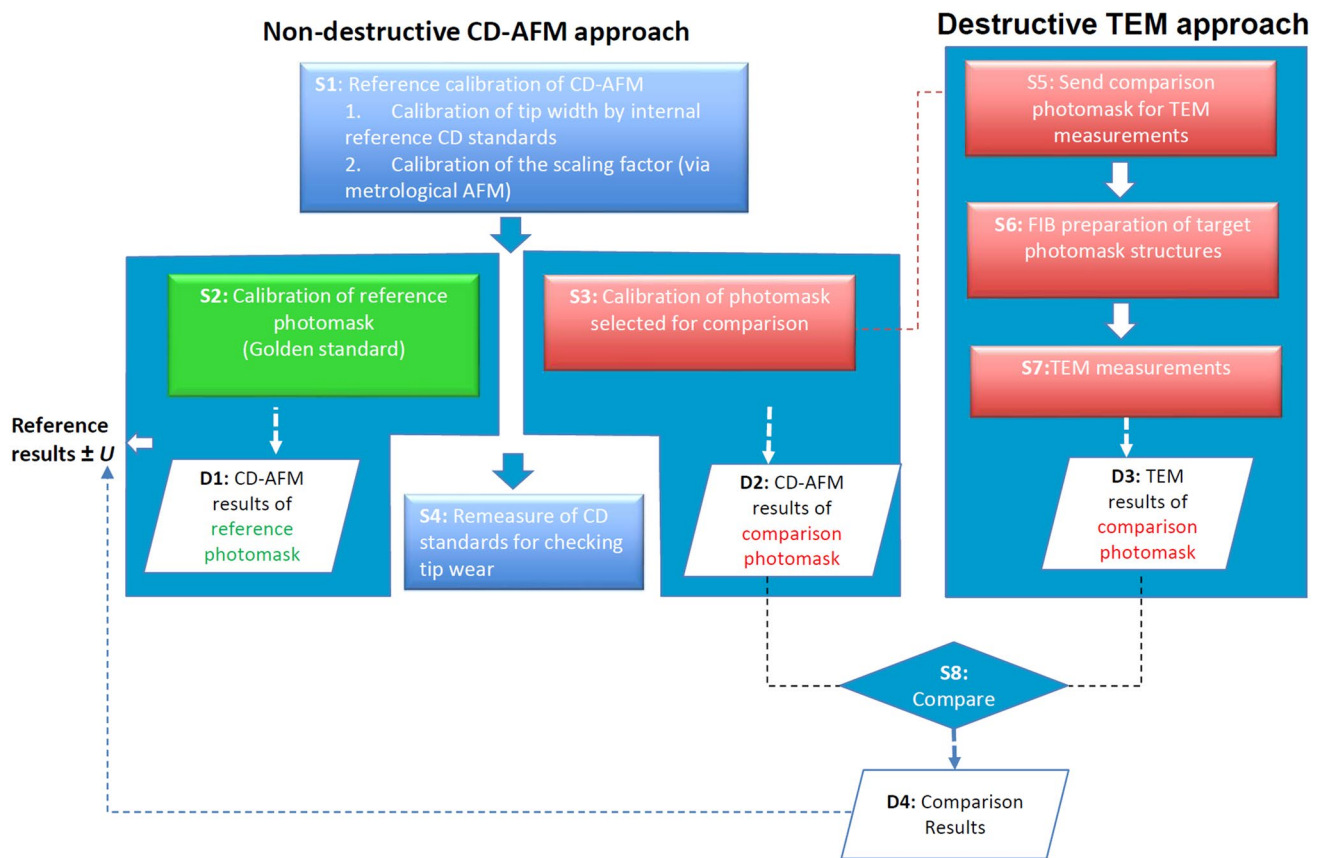 Non-destructive CD-AFM approach
S1: Reference calibration of CD-AFM
1. Calibration of tip width by internal
reference CD standards
2. Calibration of the scaling factor (via
metrological AFM)
S2: Calibration of reference
photomask
(Golden standard)
S3: Calibration of photomask
selected for comparison
Reference
results ± U
D1: CD-AFM
results of
reference
photomask
S4: Remeasure of CD
standards for checking
tip wear
D2: CD-AFM
results of
comparison
photomask
Destructive TEM approach
S5: Send comparison
photomask for TEM
measurements
S6: FIB preparation of target
photomask structures
S7:TEM measurements
D3: TEM
results of
comparison
photomask
S8:
Compare
D4: Comparison
Results